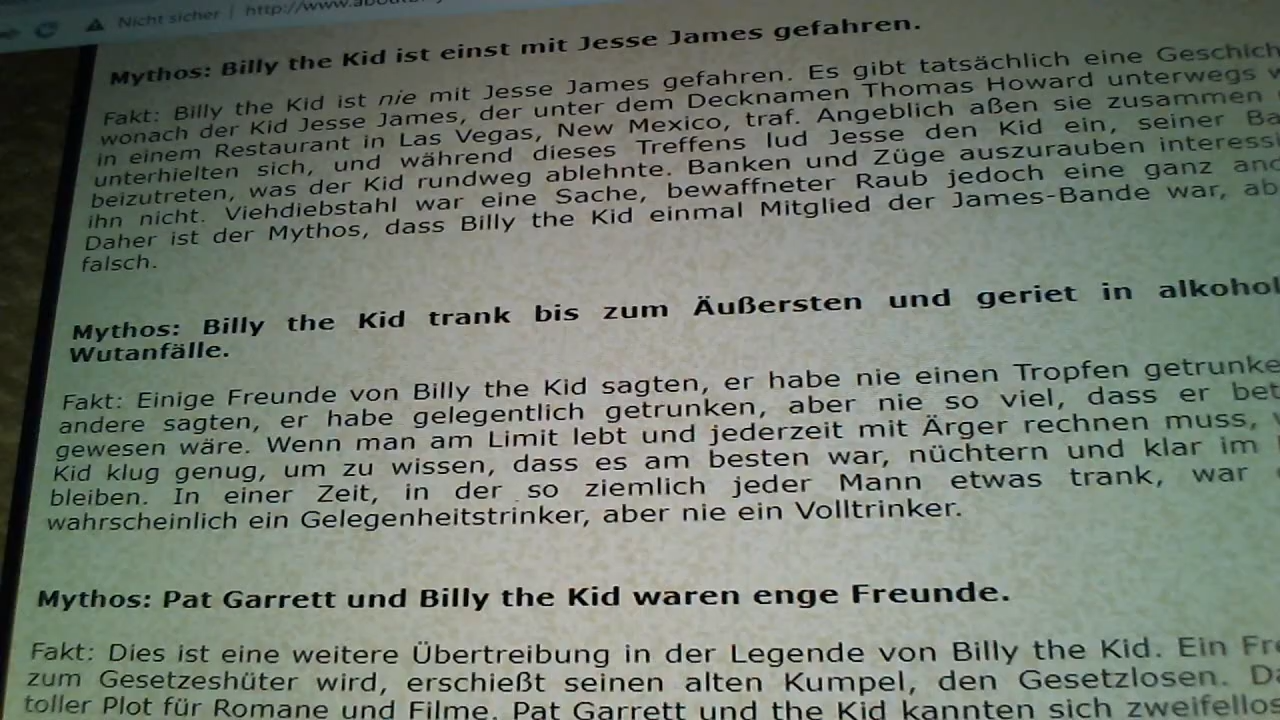 Nicht sicher | http://www.
Mythos: Billy the Kid ist einst mit Jesse James gefahren.
Fakt: Billy the Kid ist nie mit Jesse James gefahren. Es gibt tatsächlich eine
wonach der Kid Jesse James, der unter dem Decknamen Thomas Howard unterwegs
in einem Restaurant in Las Vegas, New Mexico, traf. Angeblich aßen sie zusammen
unterhielten sich, und während dieses Treffens lud Jesse den Kid ein, seiner
beizutreten, was der Kid rundweg ablehnte. Banken und Züge auszurauben
ihn nicht. Viehdiebstahl war eine Sache, bewaffneter Raub jedoch eine ganz
Daher ist der Mythos, dass Billy the Kid einmal Mitglied der James-Bande war,
falsch.
Mythos: Billy the Kid trank bis zum Äußersten und geriet in
Wutanfälle.
Fakt: Einige Freunde von Billy the Kid sagten, er habe nie einen Tropfen
andere sagten, er habe gelegentlich getrunken, aber nie so viel, dass er
gewesen wäre. Wenn man am Limit lebt und jederzeit mit Ärger rechnen muss,
Kid klug genug, um zu wissen, dass es am besten war, nüchtern und klar im
bleiben. In einer Zeit, in der so ziemlich jeder Mann etwas trank, war
wahrscheinlich ein Gelegenheitstrinker, aber nie ein Volltrinker.
Mythos: Pat Garrett und Billy the Kid waren enge Freunde.
Fakt: Dies ist eine weitere Übertreibung in der Legende von Billy the Kid. Ein
zum Gesetzeshüter wird, erschießt seinen alten Kumpel, den Gesetzlosen.
toller Plot für Romane und Filme. Pat Garrett und the Kid kannten sich zweifellos